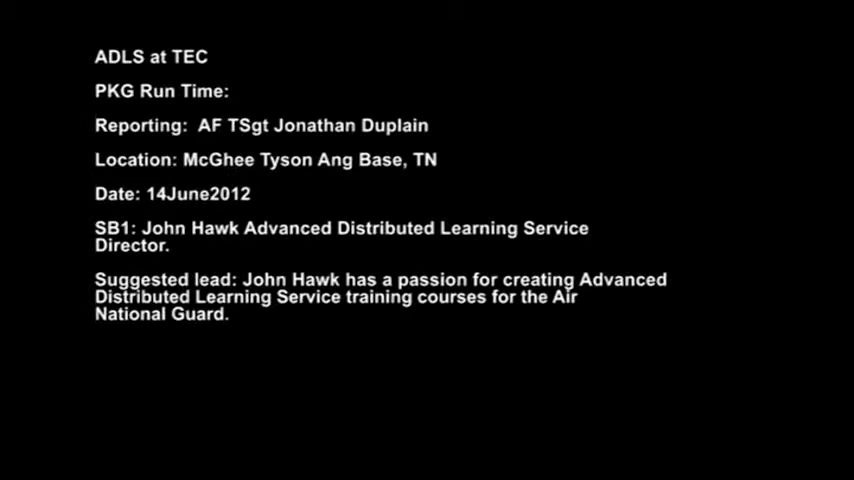 ADLS at TEC
PKG Run Time:
Reporting:  AF TSgt Jonathan Duplain
Location: McGhee Tyson Ang Base, TN
Date: 14June2012
SB1: John Hawk Advanced Distributed Learning Service
Director.
Suggested lead: John Hawk has a passion for creating Advanced
Distributed Learning Service training courses for the Air
National Guard.